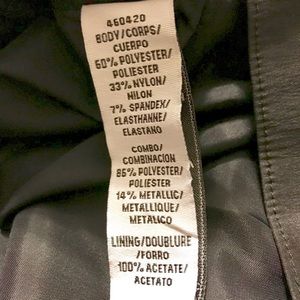 460420
BODY/CORPS/
CUERPO
60% POLYESTER/
POLIESTER
33% NYLON/
NILON
7% SPANDEX/
ELASTHANNE/
ELASTANO
COMBO/
COMBINACION
86% POLYESTER/
POLIESTER
14% METALLIC/
METALLIQUE/
METALICO
LINING/DOUBLURE
/FORRO
100% ACETATE/
ACETATO